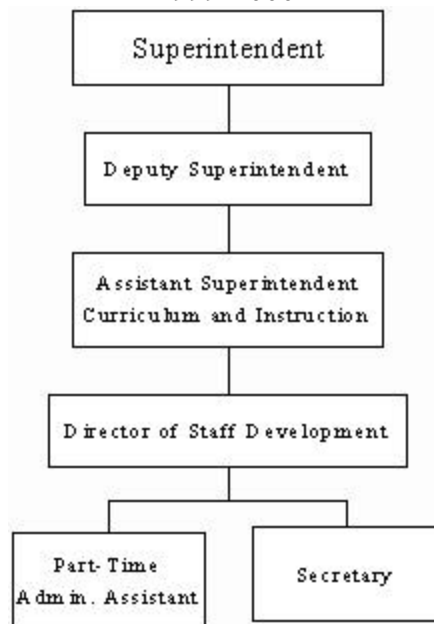 Superintendent
Deputy Superintendent
Assistant Superintendent
Curriculum and Instruction
Director of Staff Development
Part-Time
Admin. Assistant
Secretary